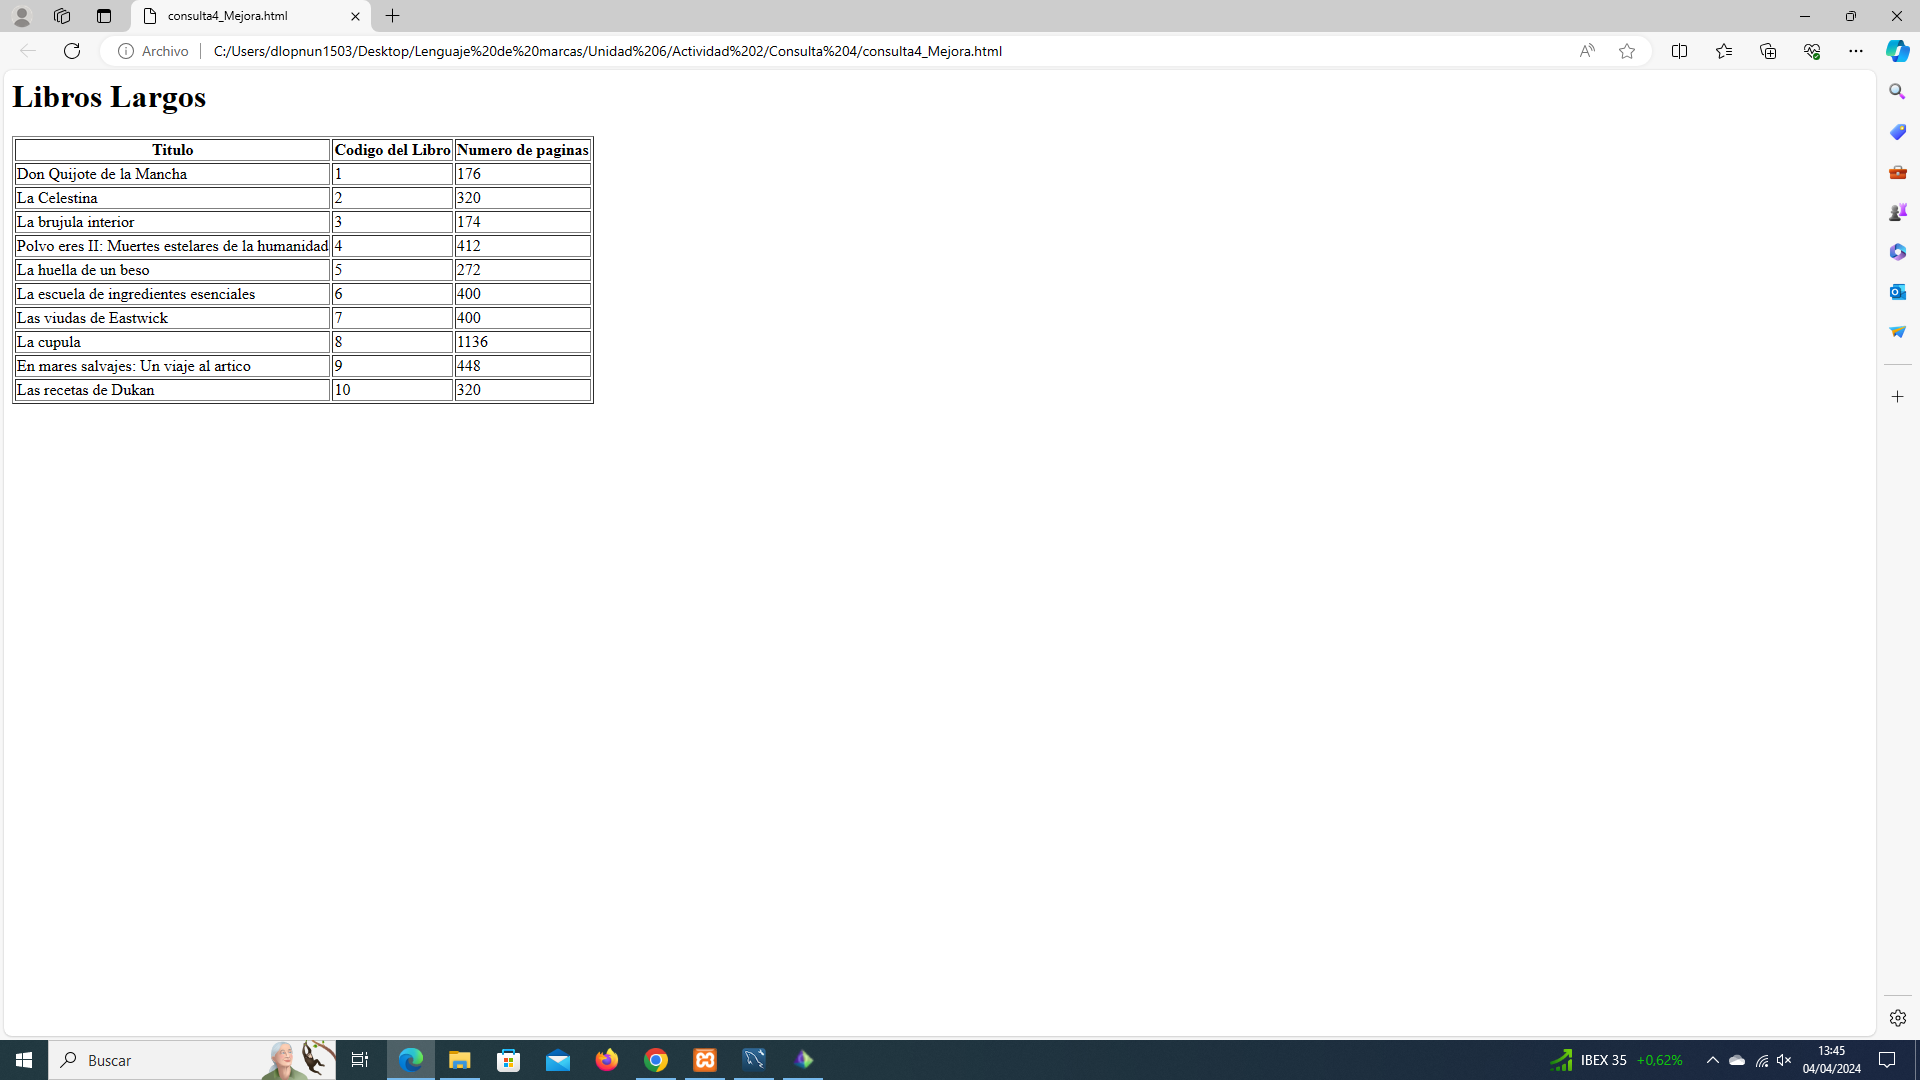 consulta4_Mejora.html
Archivo C:/Users/dlopnun1503/Desktop/Lenguaje%20de%20marcas/Unidad%206/Actividad%202/Consulta%204/consulta4_Mejora.html
Libros Largos
Titulo Codigo del Libro Numero de paginas
Don Quijote de la Mancha 1 176
La Celestina 2 320
La brujula interior 3 174
Polvo eres II: Muertes estelares de la humanidad 4 412
La huella de un beso 5 272
La escuela de ingredientes esenciales 6 400
Las viudas de Eastwick 7 400
La cupula 8 1136
En mares salvajes: Un viaje al artico 9 448
Las recetas de Dukan 10 320
Buscar
IBEX 35 +0,62%
13:45
04/04/2024